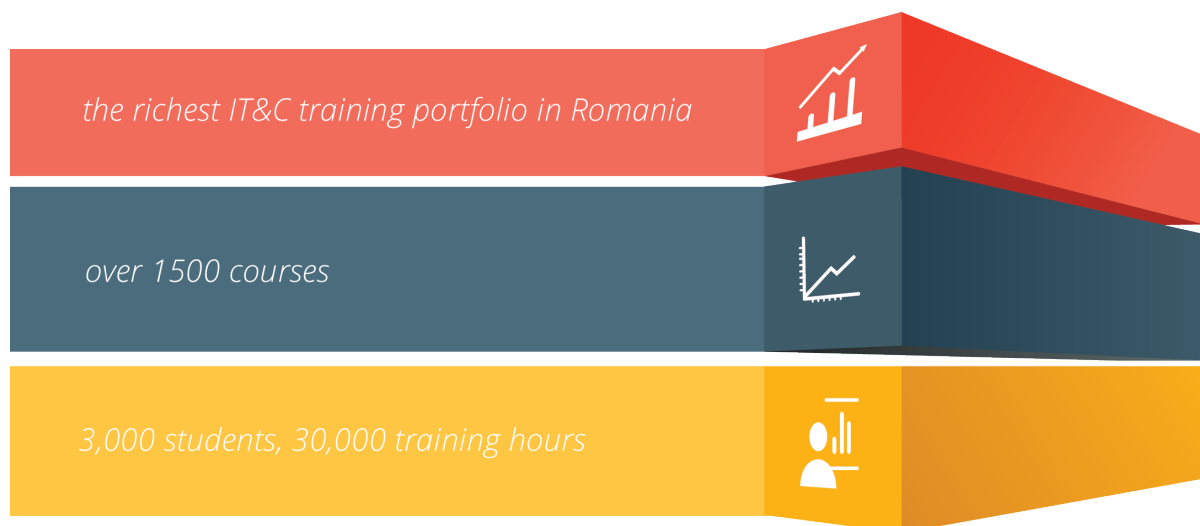 the richest IT&C training portfolio in Romania
over 1500 courses
3,000 students, 30,000 training hours